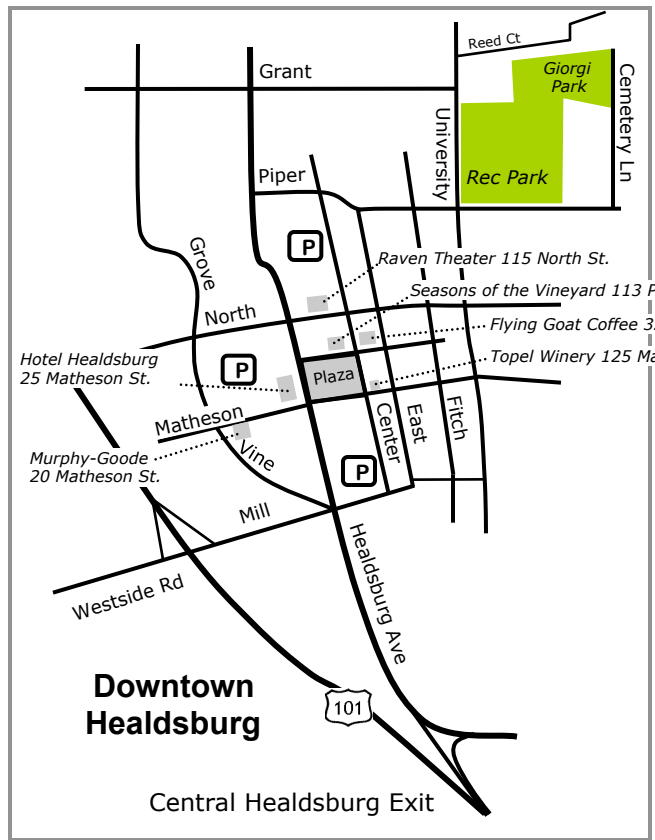 Reed Ct
Grant
Giorgi
Park
Cemetery Ln
University
Rec Park
Piper
P
Grove
Raven Theater 115 North St.
Seasons of the Vineyard 113 P
North
Flying Goat Coffee 3
Hotel Healdsburg
25 Matheson St.
P
Plaza
Topel Winery 125 Ma
Matheson
Center
East
Fitch
Murphy-Goode
20 Matheson St.
Vine
P
Mill
Healdsburg Ave
Westside Rd
Downtown
Healdsburg
101
Central Healdsburg Exit